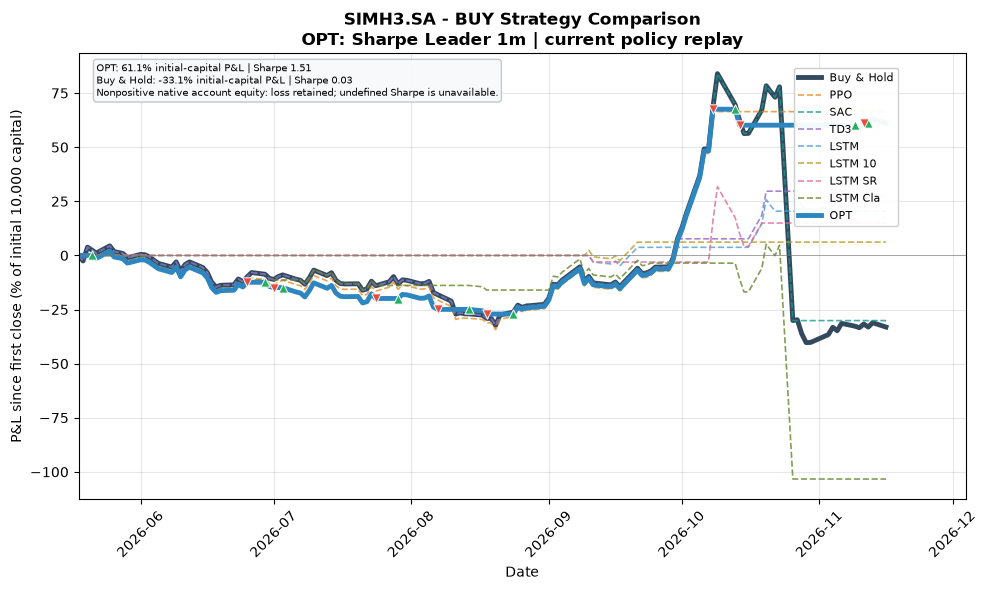 SIMH3.SA - BUY Strategy Comparison
OPT: Sharpe Leader 1m | current policy replay
OPT: 61.1% initial-capital P&L | Sharpe 1.51
Buy & Hold: -33.1% initial-capital P&L | Sharpe 0.03
Nonpositive native account equity: loss retained; undefined Sharpe is unavailable.
Buy & Hold
PPO
SAC
TD3
LSTM
LSTM 10
LSTM SR
LSTM Cla
OPT
P&L since first close (% of initial 10,000 capital)
75
50
25
0
−25
−50
−75
−100
2026-06
2026-07
2026-08
2026-09
2026-10
2026-11
2026-12
Date